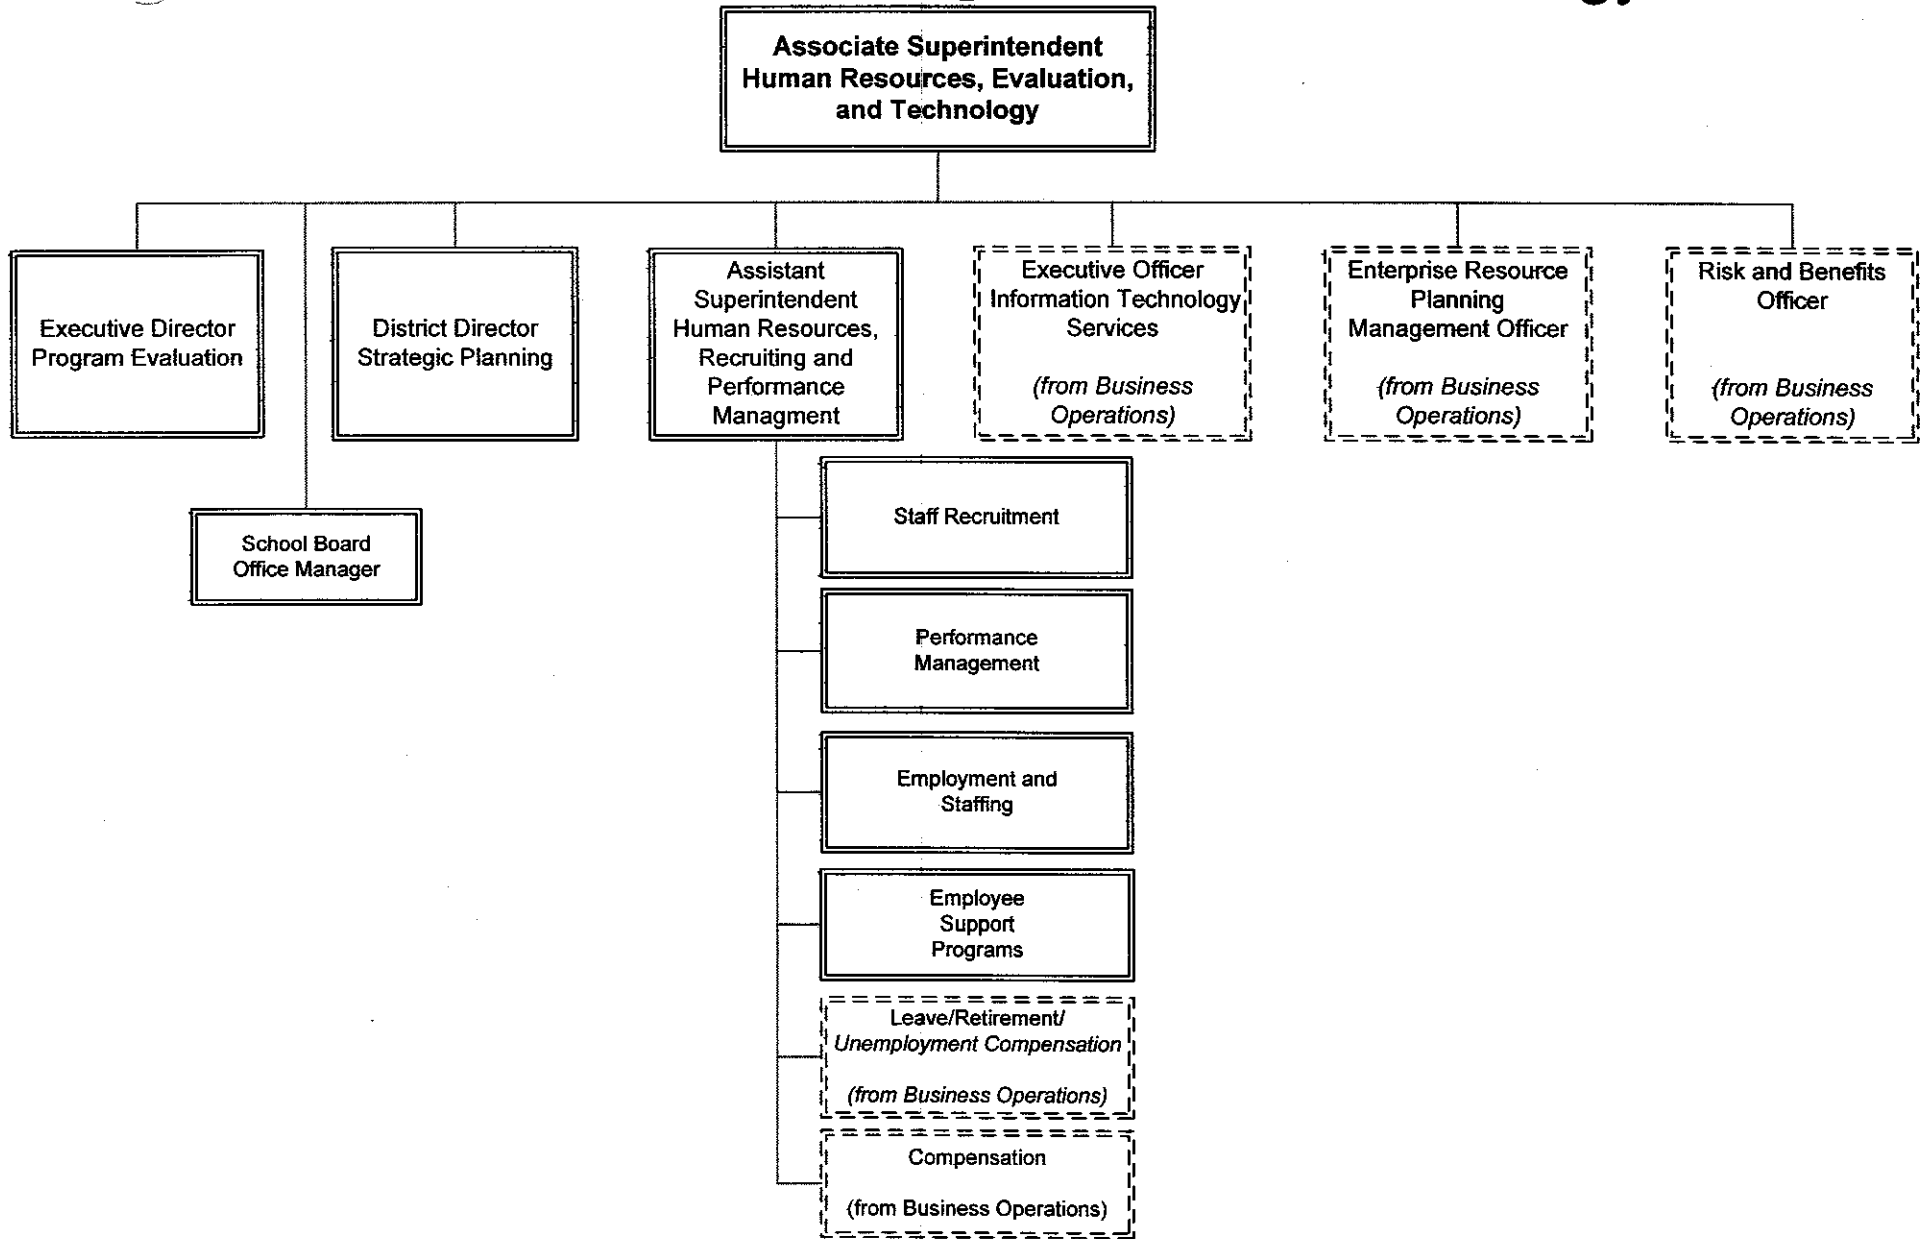 Associate Superintendent
Human Resources, Evaluation,
and Technology
Executive Director
Program Evaluation
District Director
Strategic Planning
Assistant
Superintendent
Human Resources,
Recruiting and
Performance
Managment
Executive Officer
Information Technology
Services
(from Business
Operations)
Enterprise Resource
Planning
Management Officer
(from Business
Operations)
Risk and Benefits
Officer
(from Business
Operations)
School Board
Office Manager
Staff Recruitment
Performance
Management
Employment and
Staffing
Employee
Support
Programs
Leave/Retirement/
Unemployment Compensation
(from Business Operations)
Compensation
(from Business Operations)